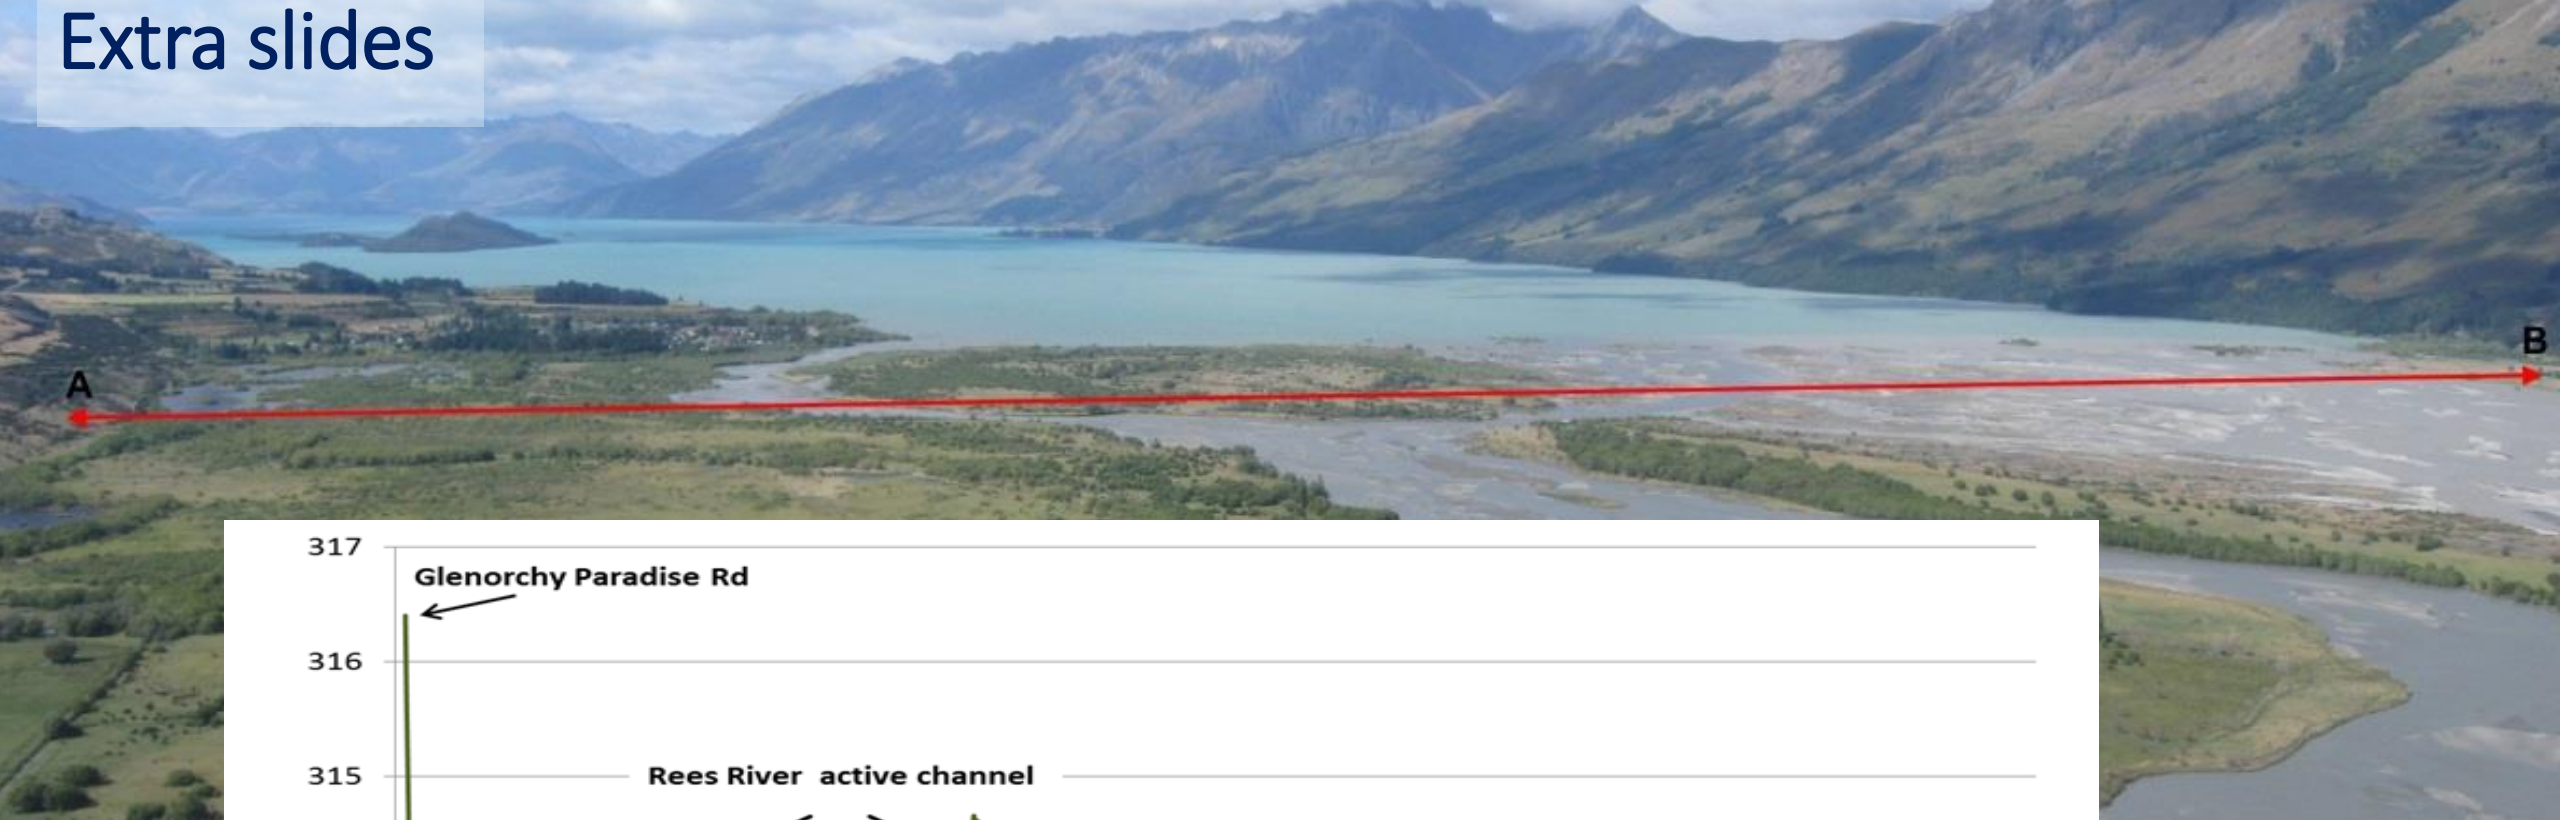 Extra slides
B
A
317
Glenorchy Paradise Rd
316
315
Rees River active channel